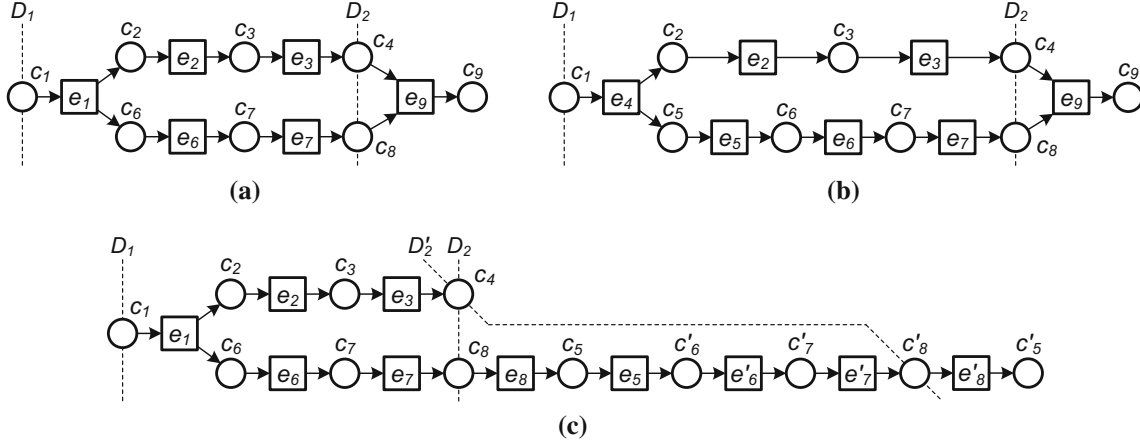 D1 D2
c2 c3 c4
c1 e2 e3 c9
e1 e9
c6 c7
e6 e7 c8
(a)
D1 D2
c2 c3 c4
c1 e2 e3 c9
e4 e9
c5 c6 c7
e5 e6 e7 c8
(b)
D1 D'2 D2
c2 c3 c4
c1 e2 e3
e1
c6 c7 c8 c5 c'6 c'7 c'8 c'5
e6 e7 e8 e5 e'6 e'7 e'8
(c)